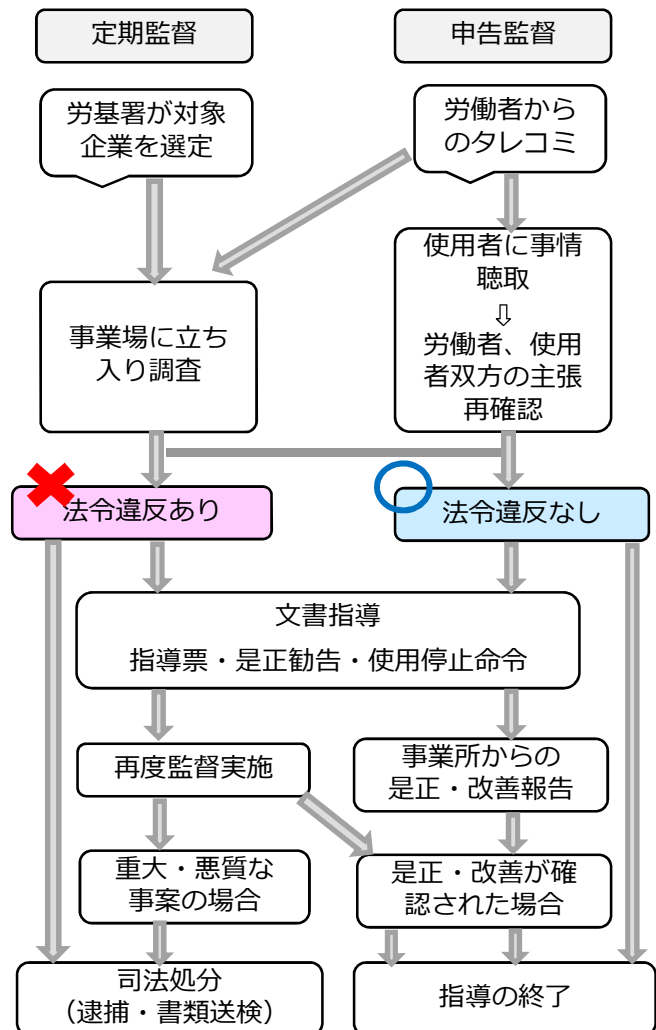 定期監督
申告監督
労基署が対象
企業を選定
労働者から
のタレコミ
使用者に事情
聴取
⇩
労働者、使用
者双方の主張
再確認
事業場に立ち
入り調査
法令違反あり
法令違反なし
文書指導
指導票・是正勧告・使用停止命令
再度監督実施
事業所からの
是正・改善報告
重大・悪質な
事案の場合
是正・改善が確
認された場合
司法処分
（逮捕・書類送検）
指導の終了